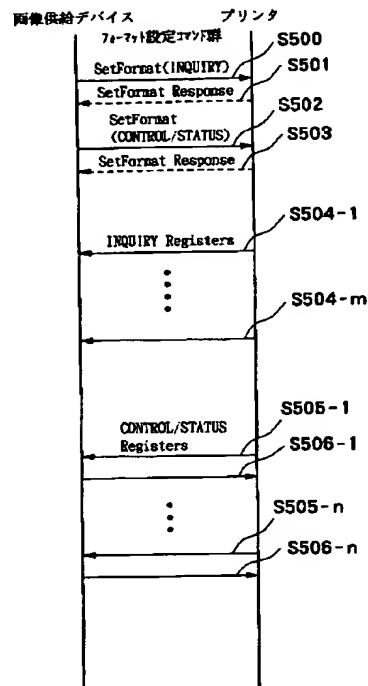 画像供給デバイス プリンタ
フォーマット設定コマンド群
S500
SetFormat(INQUIRY)
S501
SetFormat Response
S502
SetFormat
(CONTROL/STATUS)
S503
SetFormat Response
S504-1
INQUIRY Registers
S504-m
S505-1
CONTROL/STATUS
Registers
S506-1
S505-n
S506-n